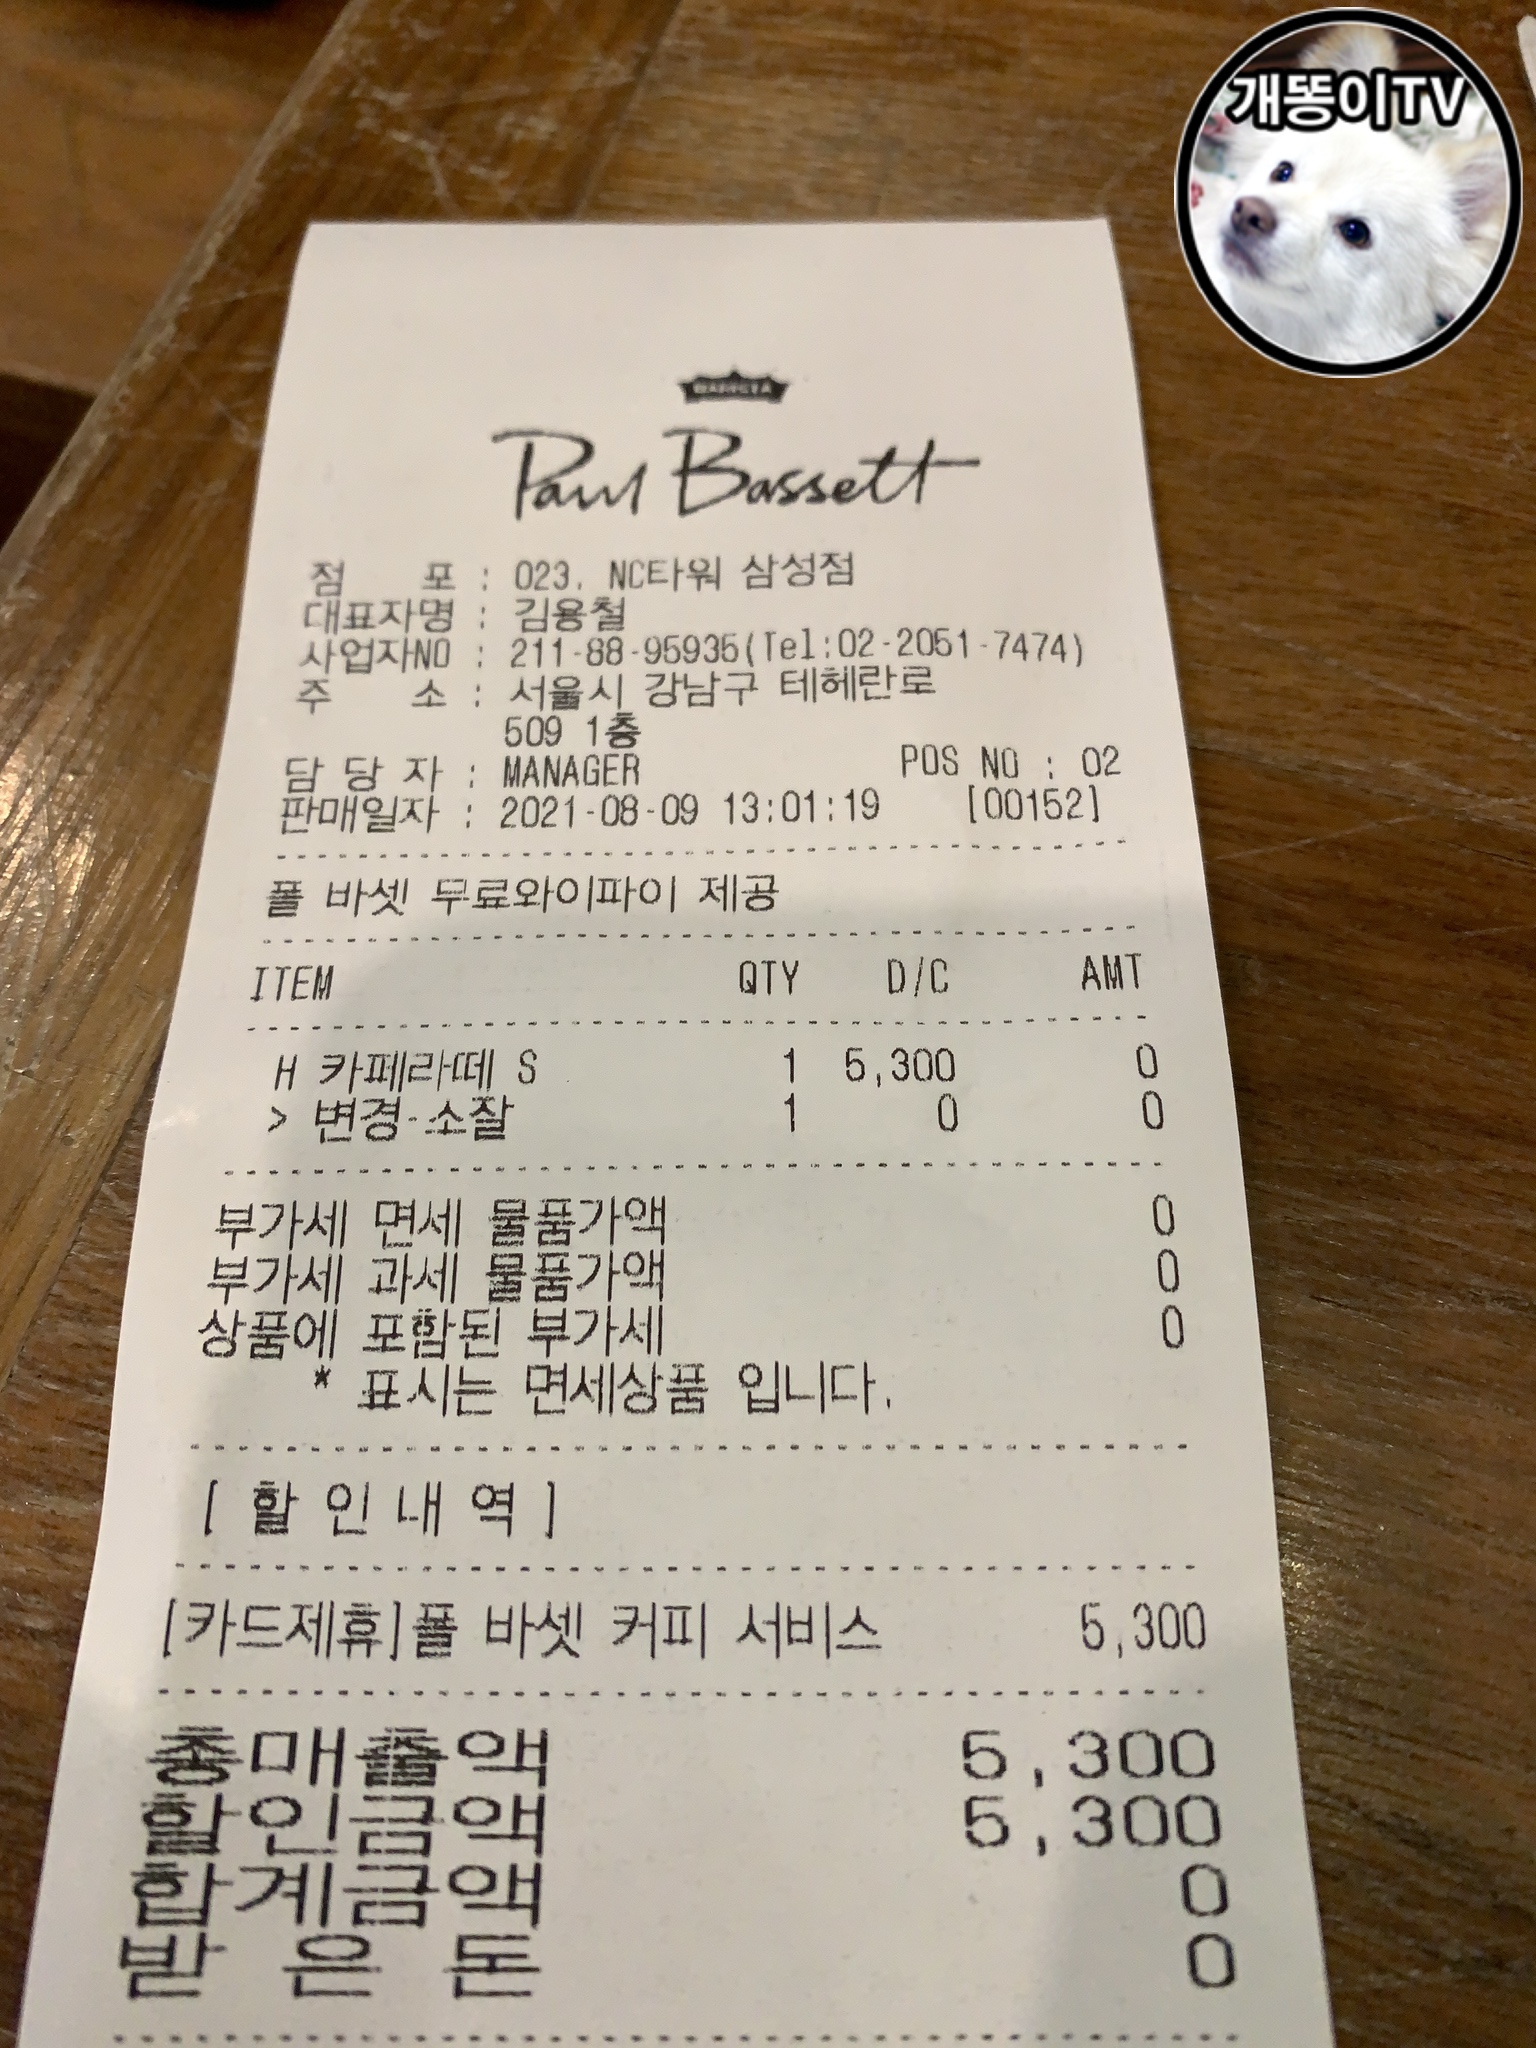 개똥이TV
Paul Bassett
점 포 : 023. NC타워 삼성점
대표자명 : 김용철
사업자NO : 211-88-95935(Tel:02-2051-7474)
주 소 : 서울시 강남구 테헤란로
509 1층
담 당 자 : MANAGER POS NO : 02
판매일자 : 2021-08-09 13:01:19 [00152]
폴 바셋 무료와이파이 제공
ITEM QTY D/C AMT
H 카페라떼 S 1 5,300 0
> 변경-소잘 1 0 0
부가세 면세 물품가액 0
부가세 과세 물품가액 0
상품에 포함된 부가세 0
* 표시는 면세상품 입니다.
[ 할 인 내 역 ]
[카드제휴]폴 바셋 커피 서비스 5,300
총매출액 5,300
할인금액 5,300
합계금액 0
받 은 돈 0